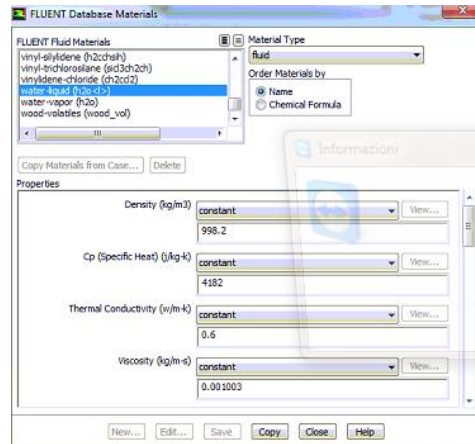 FLUENT Database Materials
FLUENT Fluid Materials
vinyl-silylidene (h2cchsih)
vinyl-trichlorosilane (sicl3ch2ch)
vinylidene-chloride (ch2ccl2)
water-liquid (h2o<l>)
water-vapor (h2o)
wood-volatiles (wood_vol)
Material Type
fluid
Order Materials by
Name
Chemical Formula
Copy Materials from Case... Delete
Informazioni
Properties
Density (kg/m3) constant View...
998.2
Cp (Specific Heat) (j/kg-k) constant View...
4182
Thermal Conductivity (w/m-k) constant View...
0.6
Viscosity (kg/m-s) constant View...
0.001003
New... Edit... Save Copy Close Help